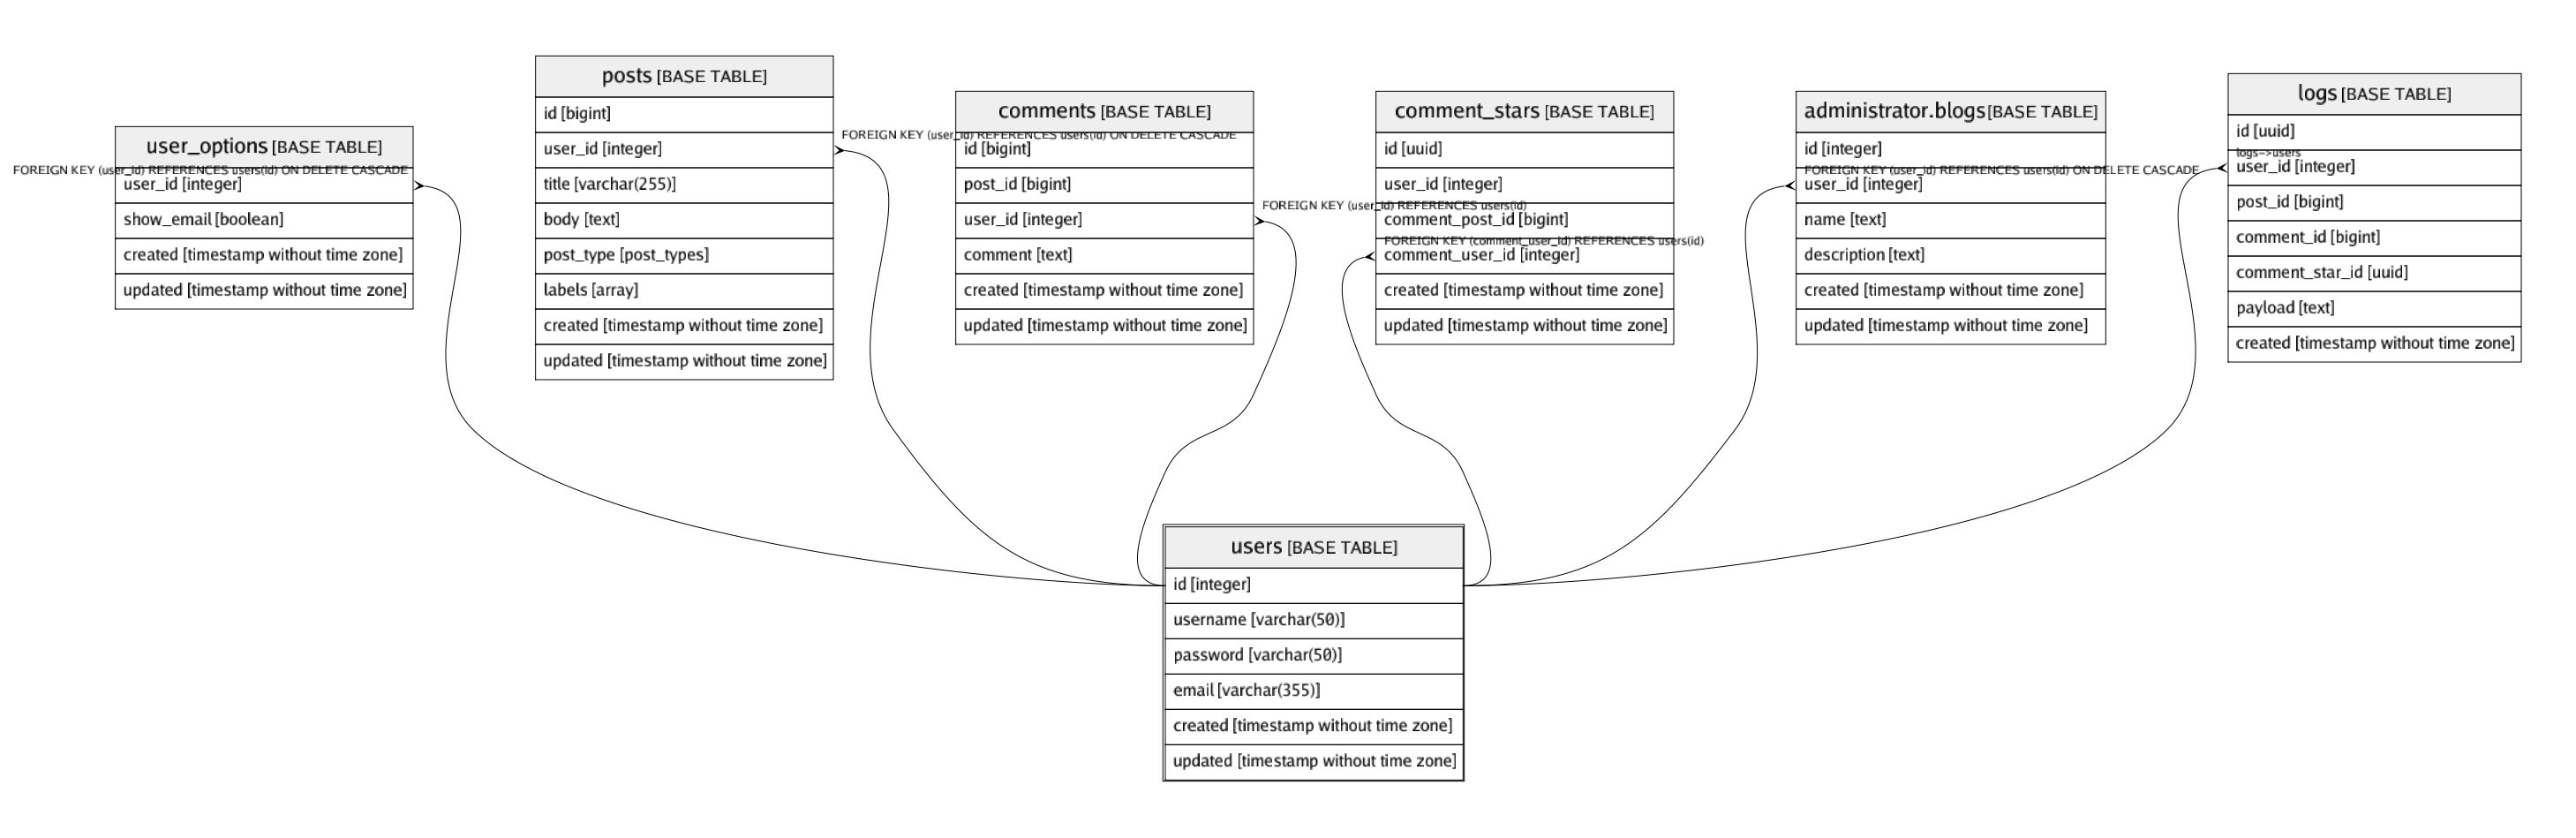 user_options [BASE TABLE]
FOREIGN KEY (user_id) REFERENCES users(id) ON DELETE CASCADE
user_id [integer]
show_email [boolean]
created [timestamp without time zone]
updated [timestamp without time zone]
posts [BASE TABLE]
id [bigint]
user_id [integer]
title [varchar(255)]
body [text]
post_type [post_types]
labels [array]
created [timestamp without time zone]
updated [timestamp without time zone]
FOREIGN KEY (user_id) REFERENCES users(id) ON DELETE CASCADE
comments [BASE TABLE]
id [bigint]
post_id [bigint]
user_id [integer]
comment [text]
created [timestamp without time zone]
updated [timestamp without time zone]
FOREIGN KEY (user_id) REFERENCES users(id)
comment_stars [BASE TABLE]
id [uuid]
user_id [integer]
comment_post_id [bigint]
FOREIGN KEY (comment_user_id) REFERENCES users(id)
comment_user_id [integer]
created [timestamp without time zone]
updated [timestamp without time zone]
administrator.blogs [BASE TABLE]
id [integer]
FOREIGN KEY (user_id) REFERENCES users(id) ON DELETE CASCADE
user_id [integer]
name [text]
description [text]
created [timestamp without time zone]
updated [timestamp without time zone]
logs [BASE TABLE]
id [uuid]
logs->users
user_id [integer]
post_id [bigint]
comment_id [bigint]
comment_star_id [uuid]
payload [text]
created [timestamp without time zone]
users [BASE TABLE]
id [integer]
username [varchar(50)]
password [varchar(50)]
email [varchar(355)]
created [timestamp without time zone]
updated [timestamp without time zone]